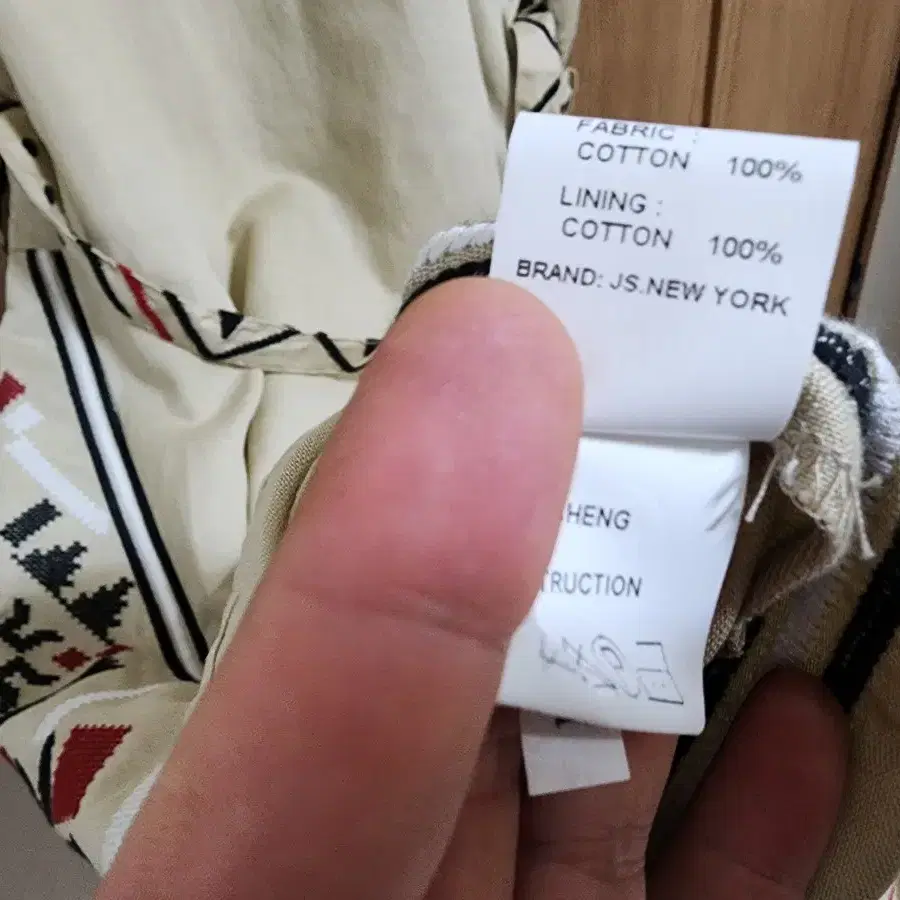 FABRIC :
COTTON 100%
LINING :
COTTON 100%
BRAND: JS.NEW YORK
HENG
TRUCTION